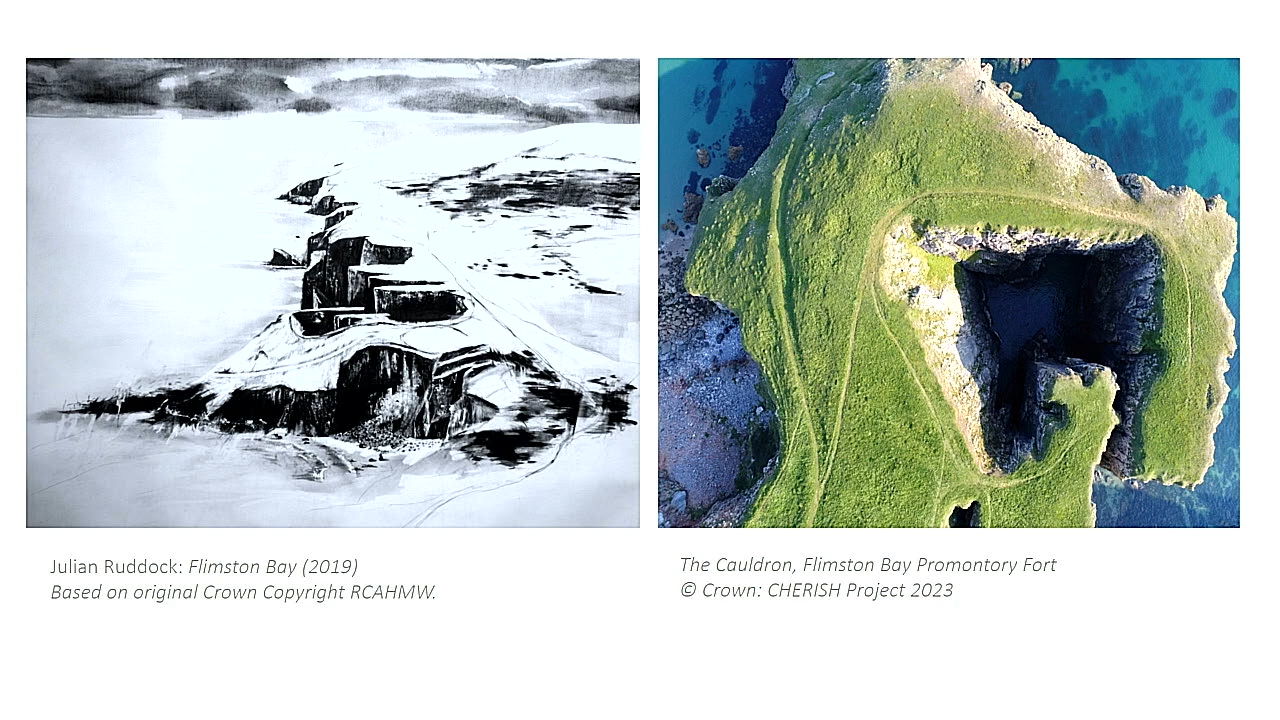 Julian Ruddock: Flimston Bay (2019)
Based on original Crown Copyright RCAHMW.
The Cauldron, Flimston Bay Promontory Fort
© Crown: CHERISH Project 2023